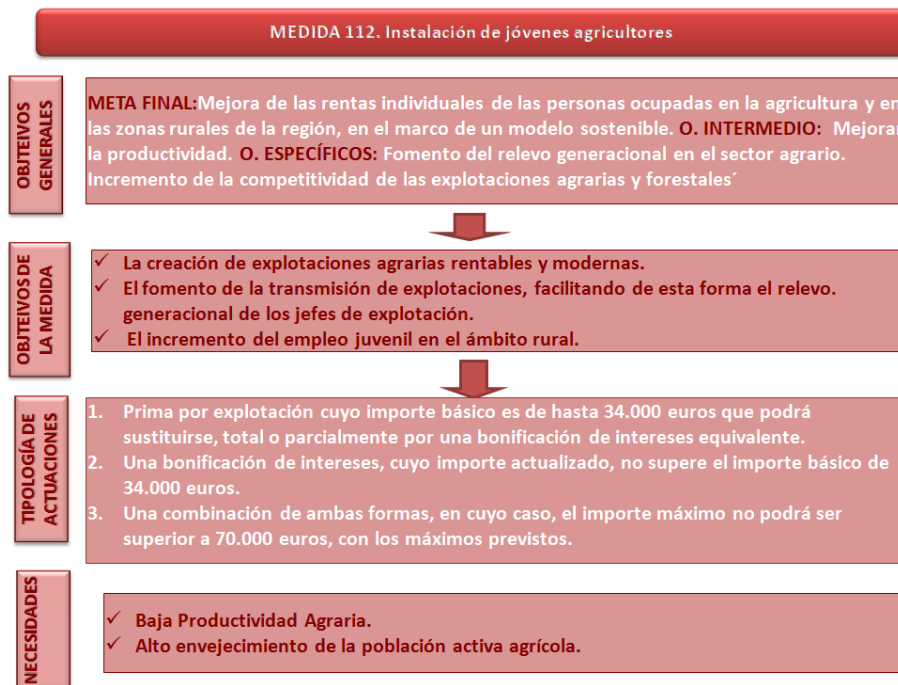 MEDIDA 112. Instalación de jóvenes agricultores
OBJTEIVOS
GENERALES
META FINAL:Mejora de las rentas individuales de las personas ocupadas en la agricultura y en
las zonas rurales de la región, en el marco de un modelo sostenible. O. INTERMEDIO: Mejorar
la productividad. O. ESPECÍFICOS: Fomento del relevo generacional en el sector agrario.
Incremento de la competitividad de las explotaciones agrarias y forestales´
OBJTEIVOS DE
LA MEDIDA
✓ La creación de explotaciones agrarias rentables y modernas.
✓ El fomento de la transmisión de explotaciones, facilitando de esta forma el relevo.
generacional de los jefes de explotación.
✓ El incremento del empleo juvenil en el ámbito rural.
TIPOLOGÍA DE
ACTUACIONES
1. Prima por explotación cuyo importe básico es de hasta 34.000 euros que podrá
sustituirse, total o parcialmente por una bonificación de intereses equivalente.
2. Una bonificación de intereses, cuyo importe actualizado, no supere el importe básico de
34.000 euros.
3. Una combinación de ambas formas, en cuyo caso, el importe máximo no podrá ser
superior a 70.000 euros, con los máximos previstos.
NECESIDADES
✓ Baja Productividad Agraria.
✓ Alto envejecimiento de la población activa agrícola.